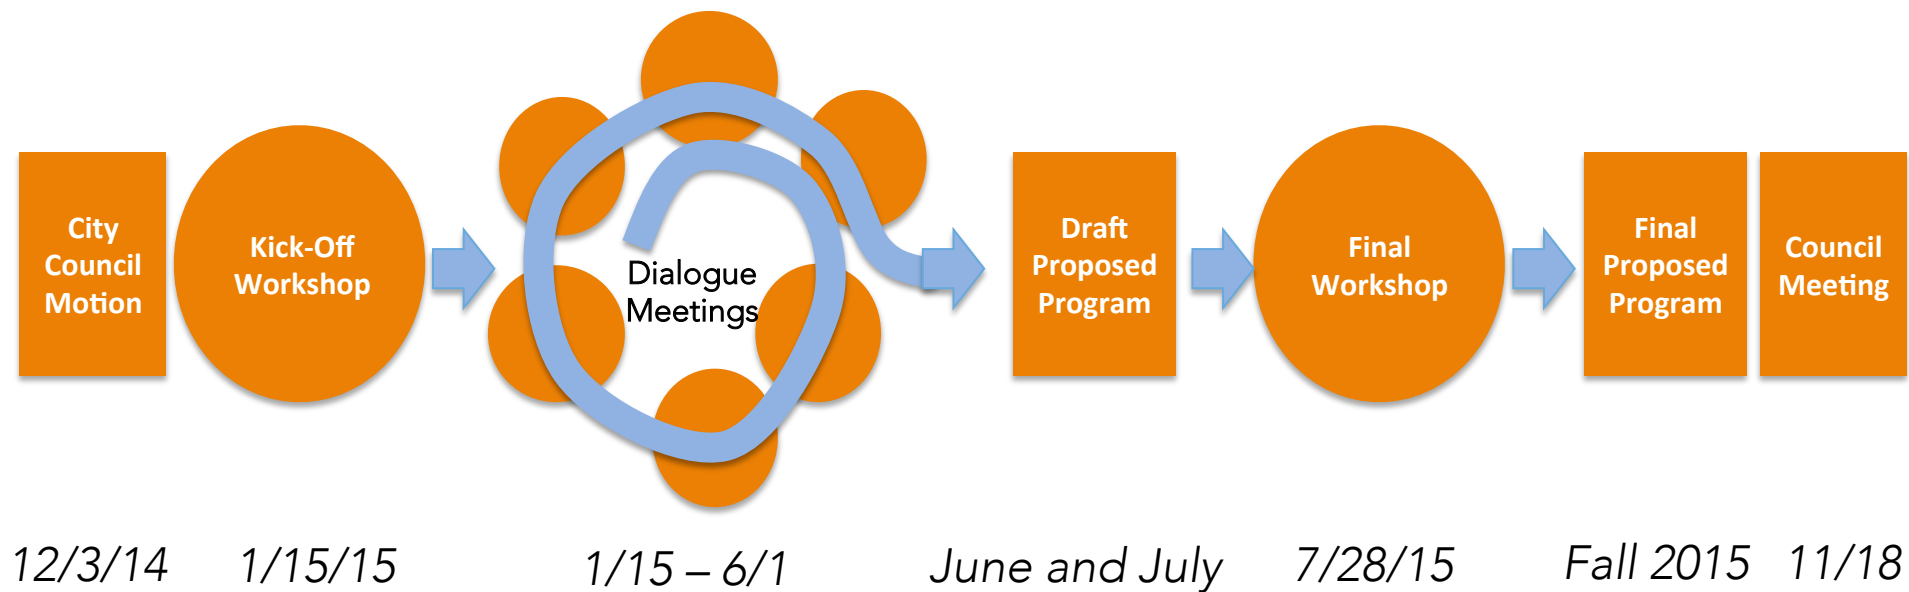 City
Council
Motion
Kick-Off
Workshop
Dialogue
Meetings
Draft
Proposed
Program
Final
Workshop
Final
Proposed
Program
Council
Meeting
12/3/14
1/15/15
1/15 – 6/1
June and July
7/28/15
Fall 2015
11/18